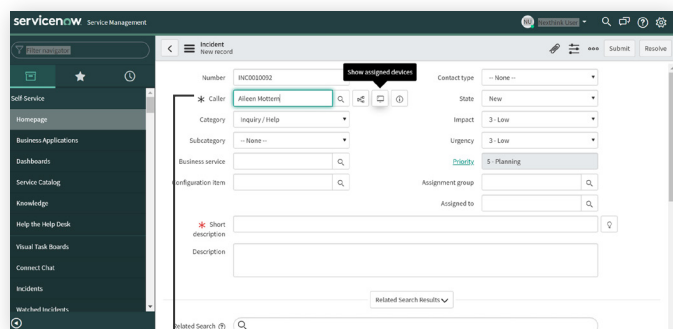 servicenow Service Management
NU Nexthink User
Filter navigator
Incident
New record
Submit Resolve
Show assigned devices
Number INC0010092 Contact type -- None --
* Caller Aileen Mottern State New
Category Inquiry / Help Impact 3 - Low
Subcategory -- None -- Urgency 3 - Low
Business service Priority 5 - Planning
Configuration item Assignment group
Assigned to
* Short
description
Description
Related Search Results
Related Search
Self Service
Homepage
Business Applications
Dashboards
Service Catalog
Knowledge
Help the Help Desk
Visual Task Boards
Connect Chat
Incidents
Watched Incidents